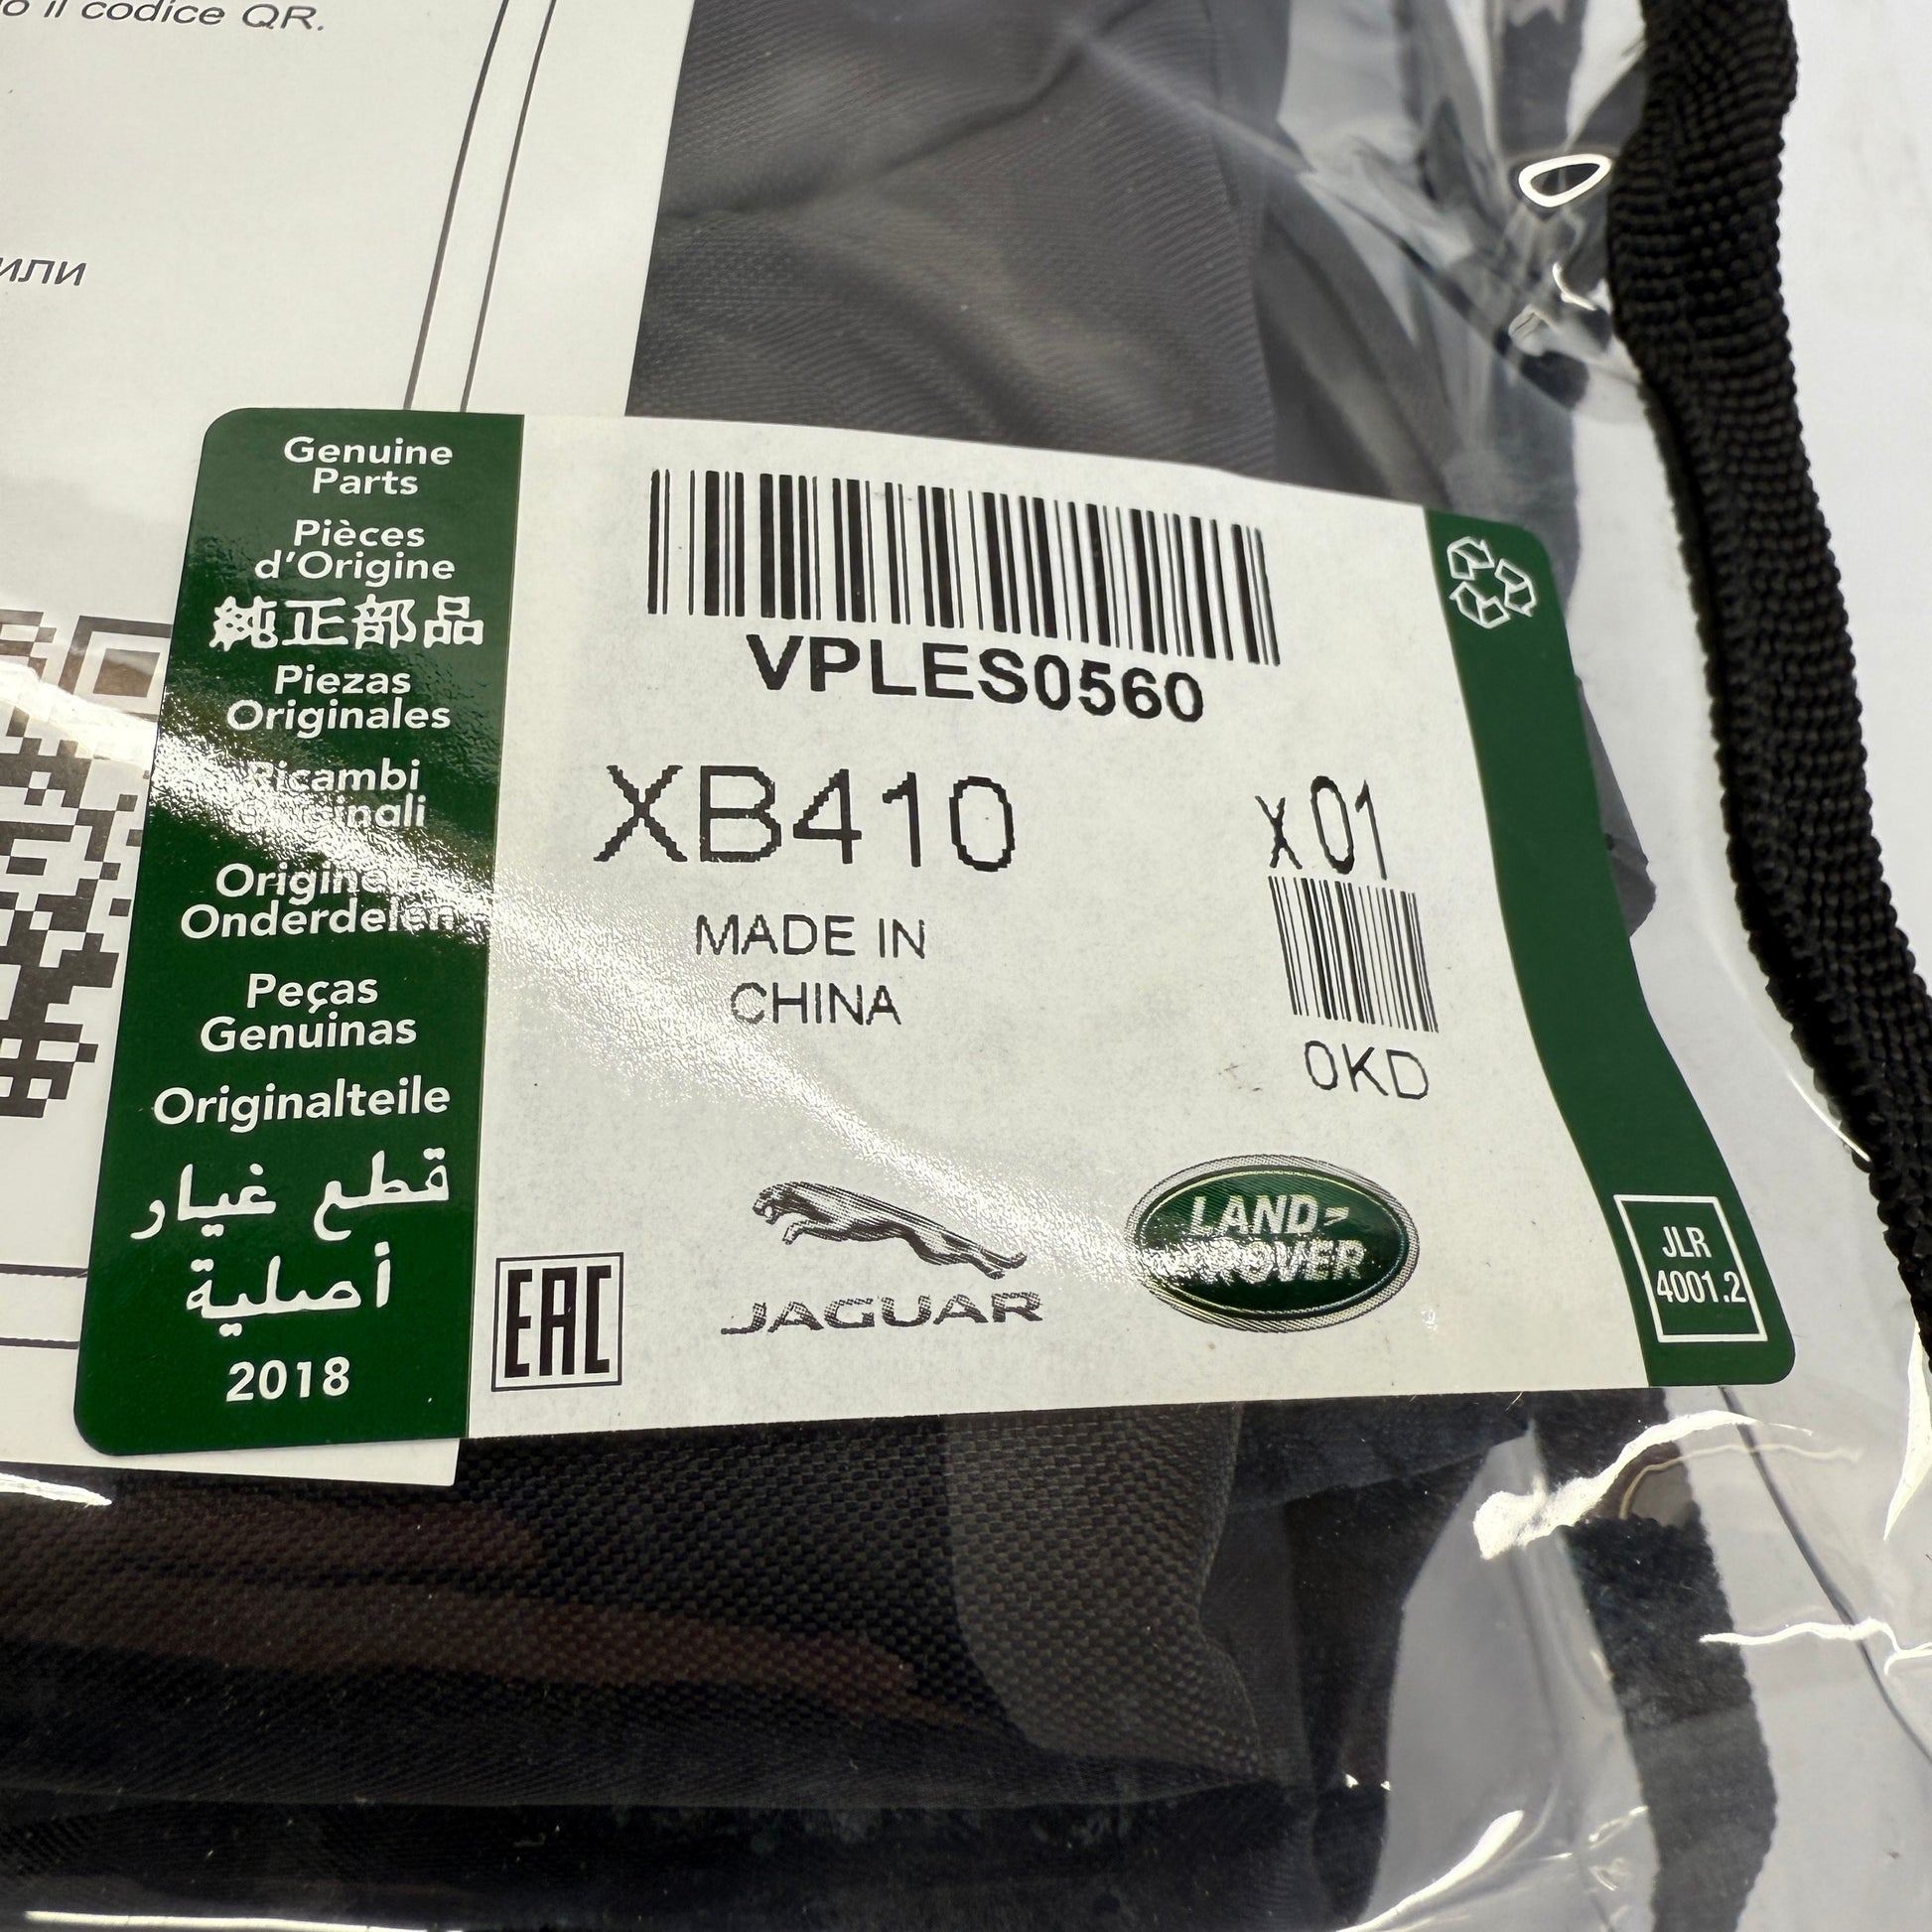 o il codice QR.
или
Genuine
Parts
Pièces
d'Origine
純正部品
Piezas
Originales
Ricambi
Originali
Originele
Onderdelen
Peças
Genuínas
Originalteile
قطع غيار
أصلية
2018
VPLES0560
XB410
X01
MADE IN
CHINA
0KD
EAC
JAGUAR
LAND-
ROVER
JLR
4001.2